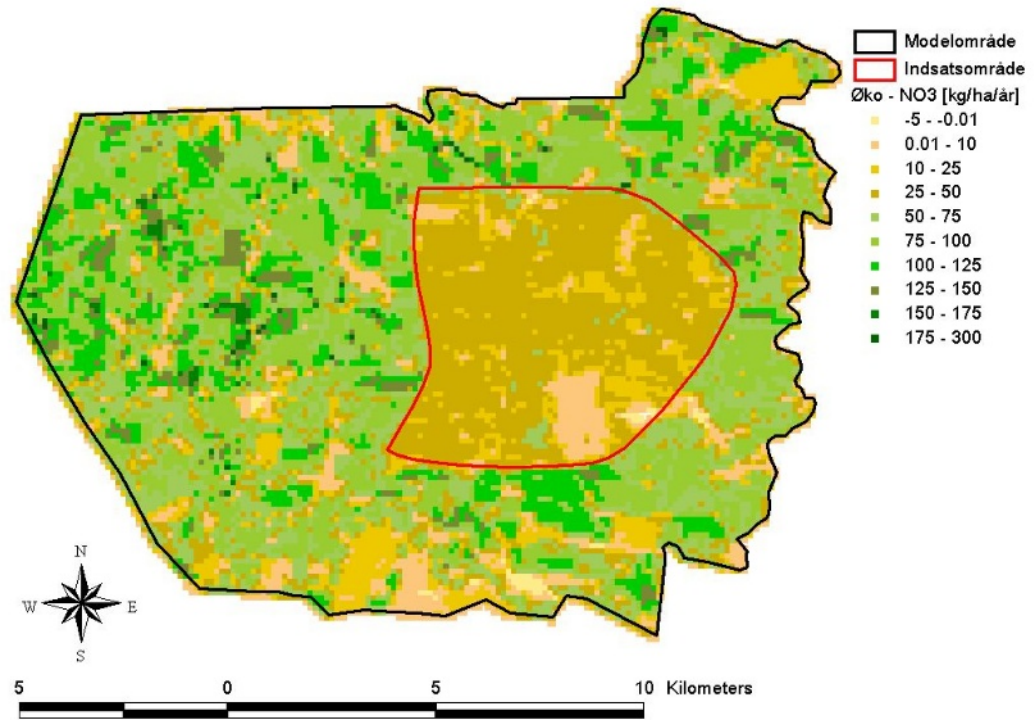 Modelområde
Indsatsområde
Øko - NO3 [kg/ha/år]
-5 - -0.01
0.01 - 10
10 - 25
25 - 50
50 - 75
75 - 100
100 - 125
125 - 150
150 - 175
175 - 300
N
W E
S
5 0 5 10 Kilometers